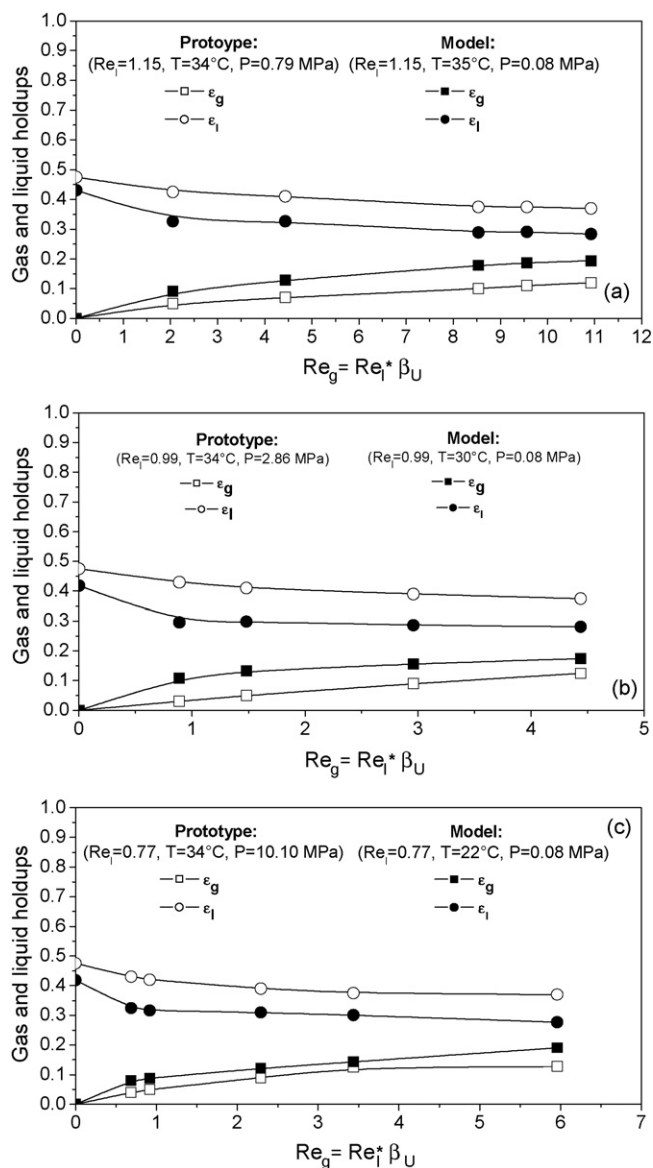 Prototype:
Model:
(Reₗ=1.15, T=34°C, P=0.79 MPa)
(Reₗ=1.15, T=35°C, P=0.08 MPa)
εg
εg
εₗ
εₗ
Gas and liquid holdups
1.0
0.9
0.8
0.7
0.6
0.5
0.4
0.3
0.2
0.1
0.0
(a)
0 1 2 3 4 5 6 7 8 9 10 11 12
Reg= Reₗ* βU
Prototype:
Model:
(Reₗ=0.99, T=34°C, P=2.86 MPa)
(Reₗ=0.99, T=30°C, P=0.08 MPa)
εg
εg
εl
εₗ
Gas and liquid holdups
1.0
0.9
0.8
0.7
0.6
0.5
0.4
0.3
0.2
0.1
0.0
(b)
0 1 2 3 4 5
Reg= Reₗ* βU
(c)
Prototype:
Model:
(Reₗ=0.77, T=34°C, P=10.10 MPa)
(Reₗ=0.77, T=22°C, P=0.08 MPa)
εg
εg
εl
εₗ
Gas and liquid holdups
1.0
0.9
0.8
0.7
0.6
0.5
0.4
0.3
0.2
0.1
0.0
0 1 2 3 4 5 6 7
Reg= Reₗ* βU